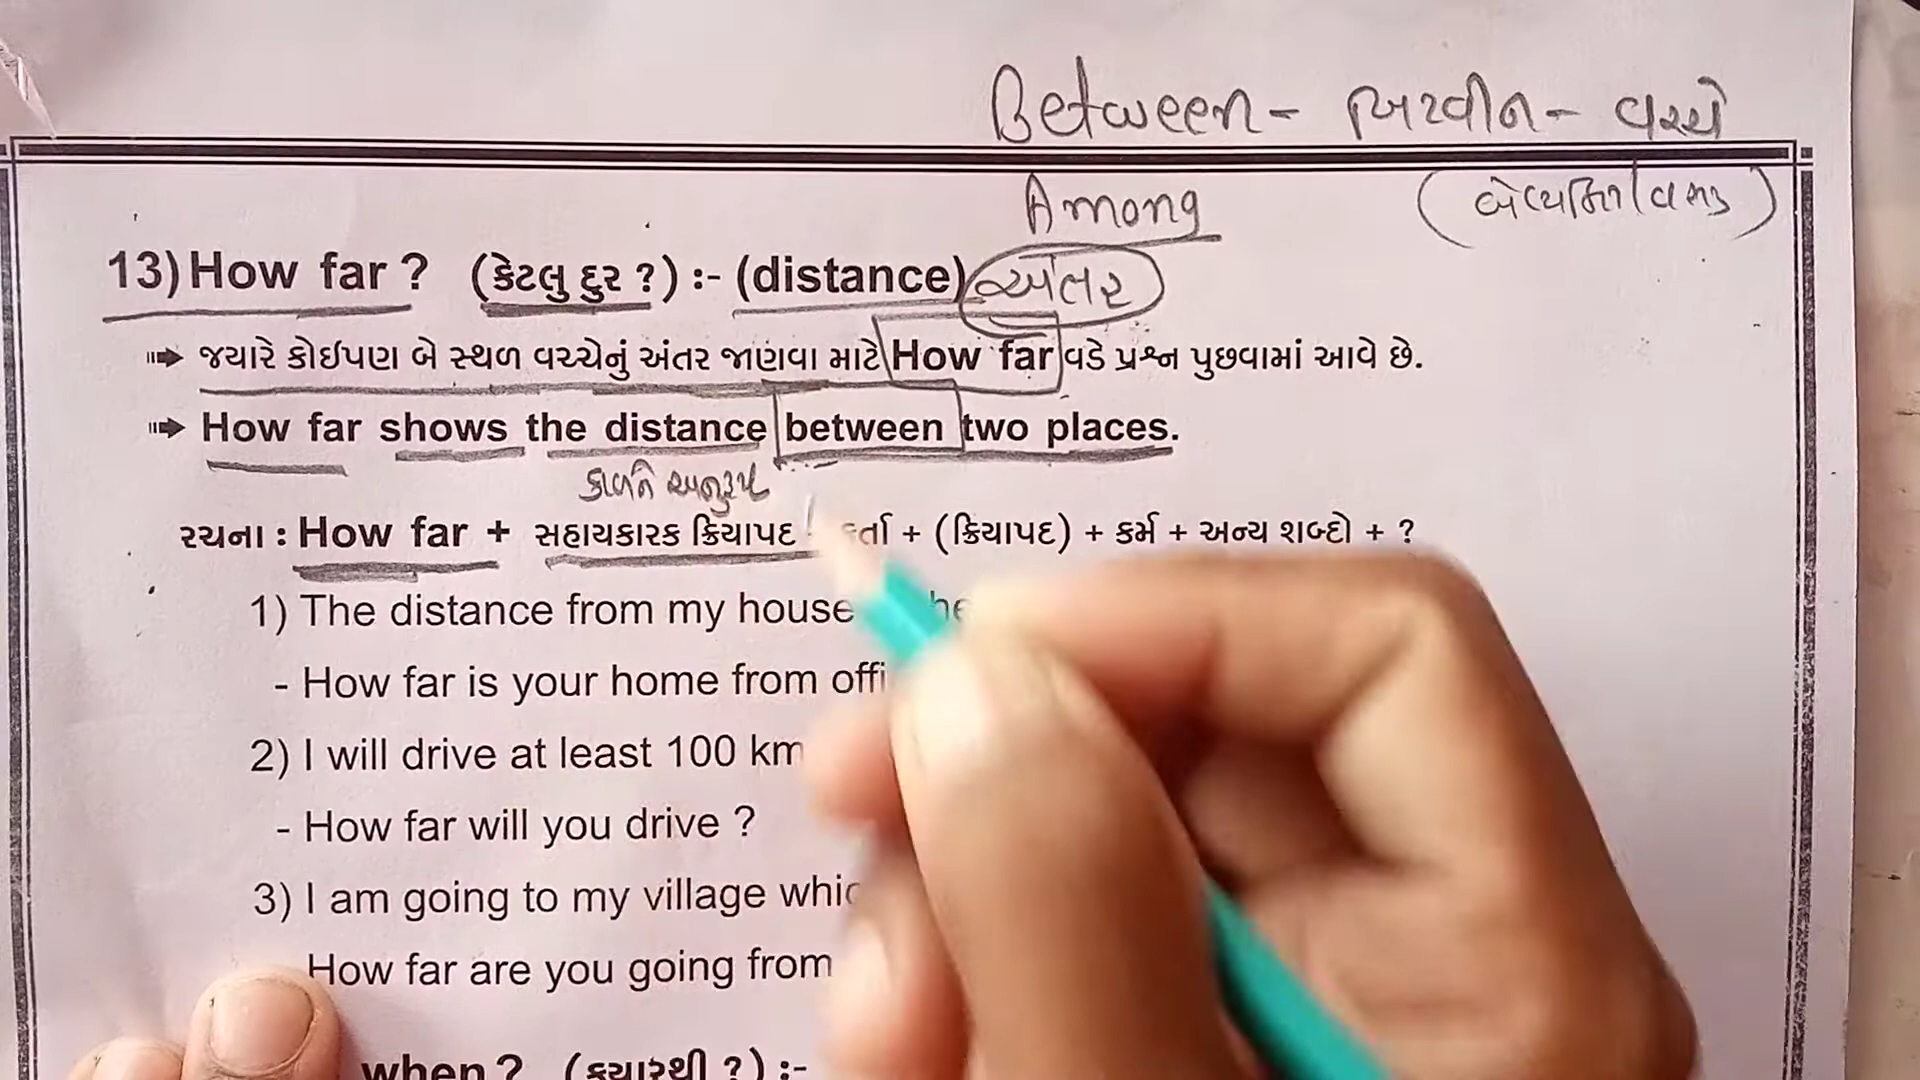 Between - બિટવીન - વચ્ચે
Among
13) How far ? (કેટલુ દુર ?) :- (distance) અંતર
જયારે કોઈપણ બે સ્થળ વચ્ચેનું અંતર જાણવા માટે How far વડે પ્રશ્ન પુછવામાં આવે છે.
How far shows the distance between two places.
કાળને અનુરૂપ
રચના : How far + સહાયકારક ક્રિયાપદ + (ક્રિયાપદ) + કર્મ + અન્ય શબ્દો + ?
1) The distance from my house
- How far is your home from
2) I will drive at least 100 km
- How far will you drive ?
3) I am going to my village
How far are you going from
when ? (કયારથી ?) :-